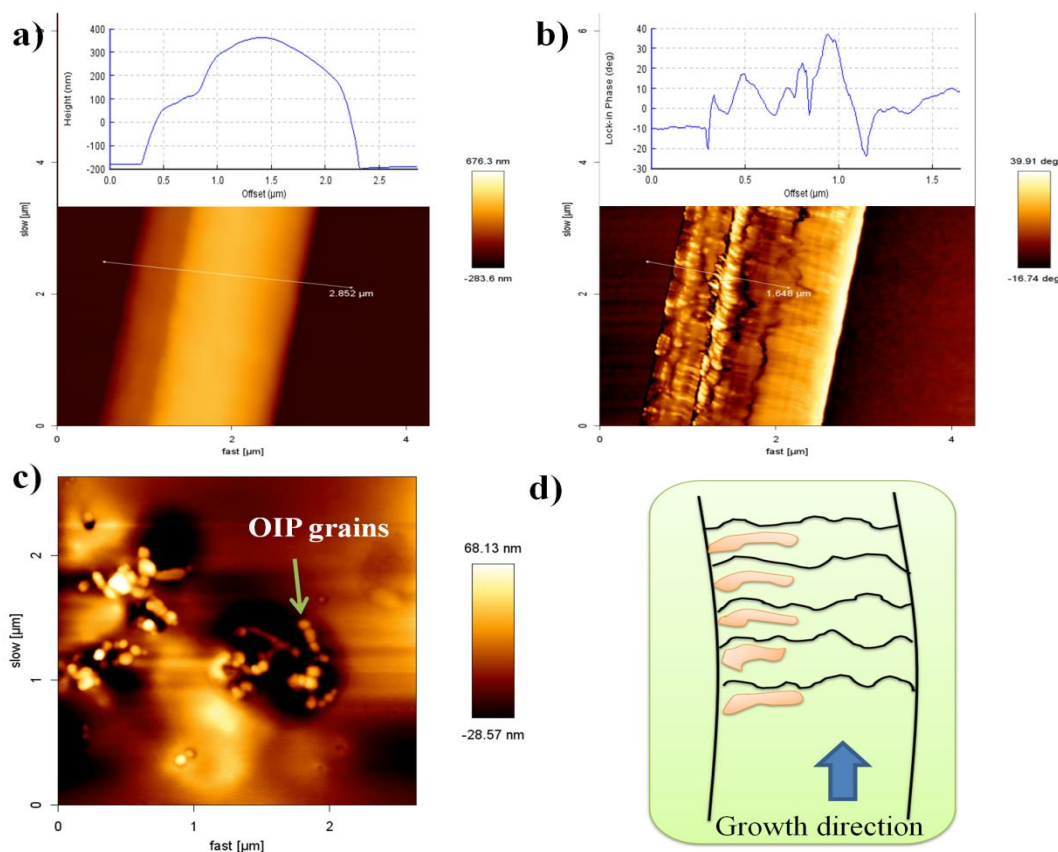 a)
6
400
300
200
100
0
-100
-200
Height (nm)
0.0 0.5 1.0 1.5 2.0 2.5
Offset (µm)
4
slow [µm]
2
0
2.852 µm
0 2 4
fast [µm]
676.3 nm
-283.6 nm
b)
6
40
30
20
10
0
-10
-20
-30
Lock-in Phase (deg)
0.0 0.5 1.0 1.5
Offset (µm)
4
slow [µm]
2
0
1.648 µm
0 2 4
fast [µm]
39.91 deg
-16.74 deg
c)
OIP grains
2
1
0
slow [µm]
0 1 2
fast [µm]
68.13 nm
-28.57 nm
d)
Growth direction